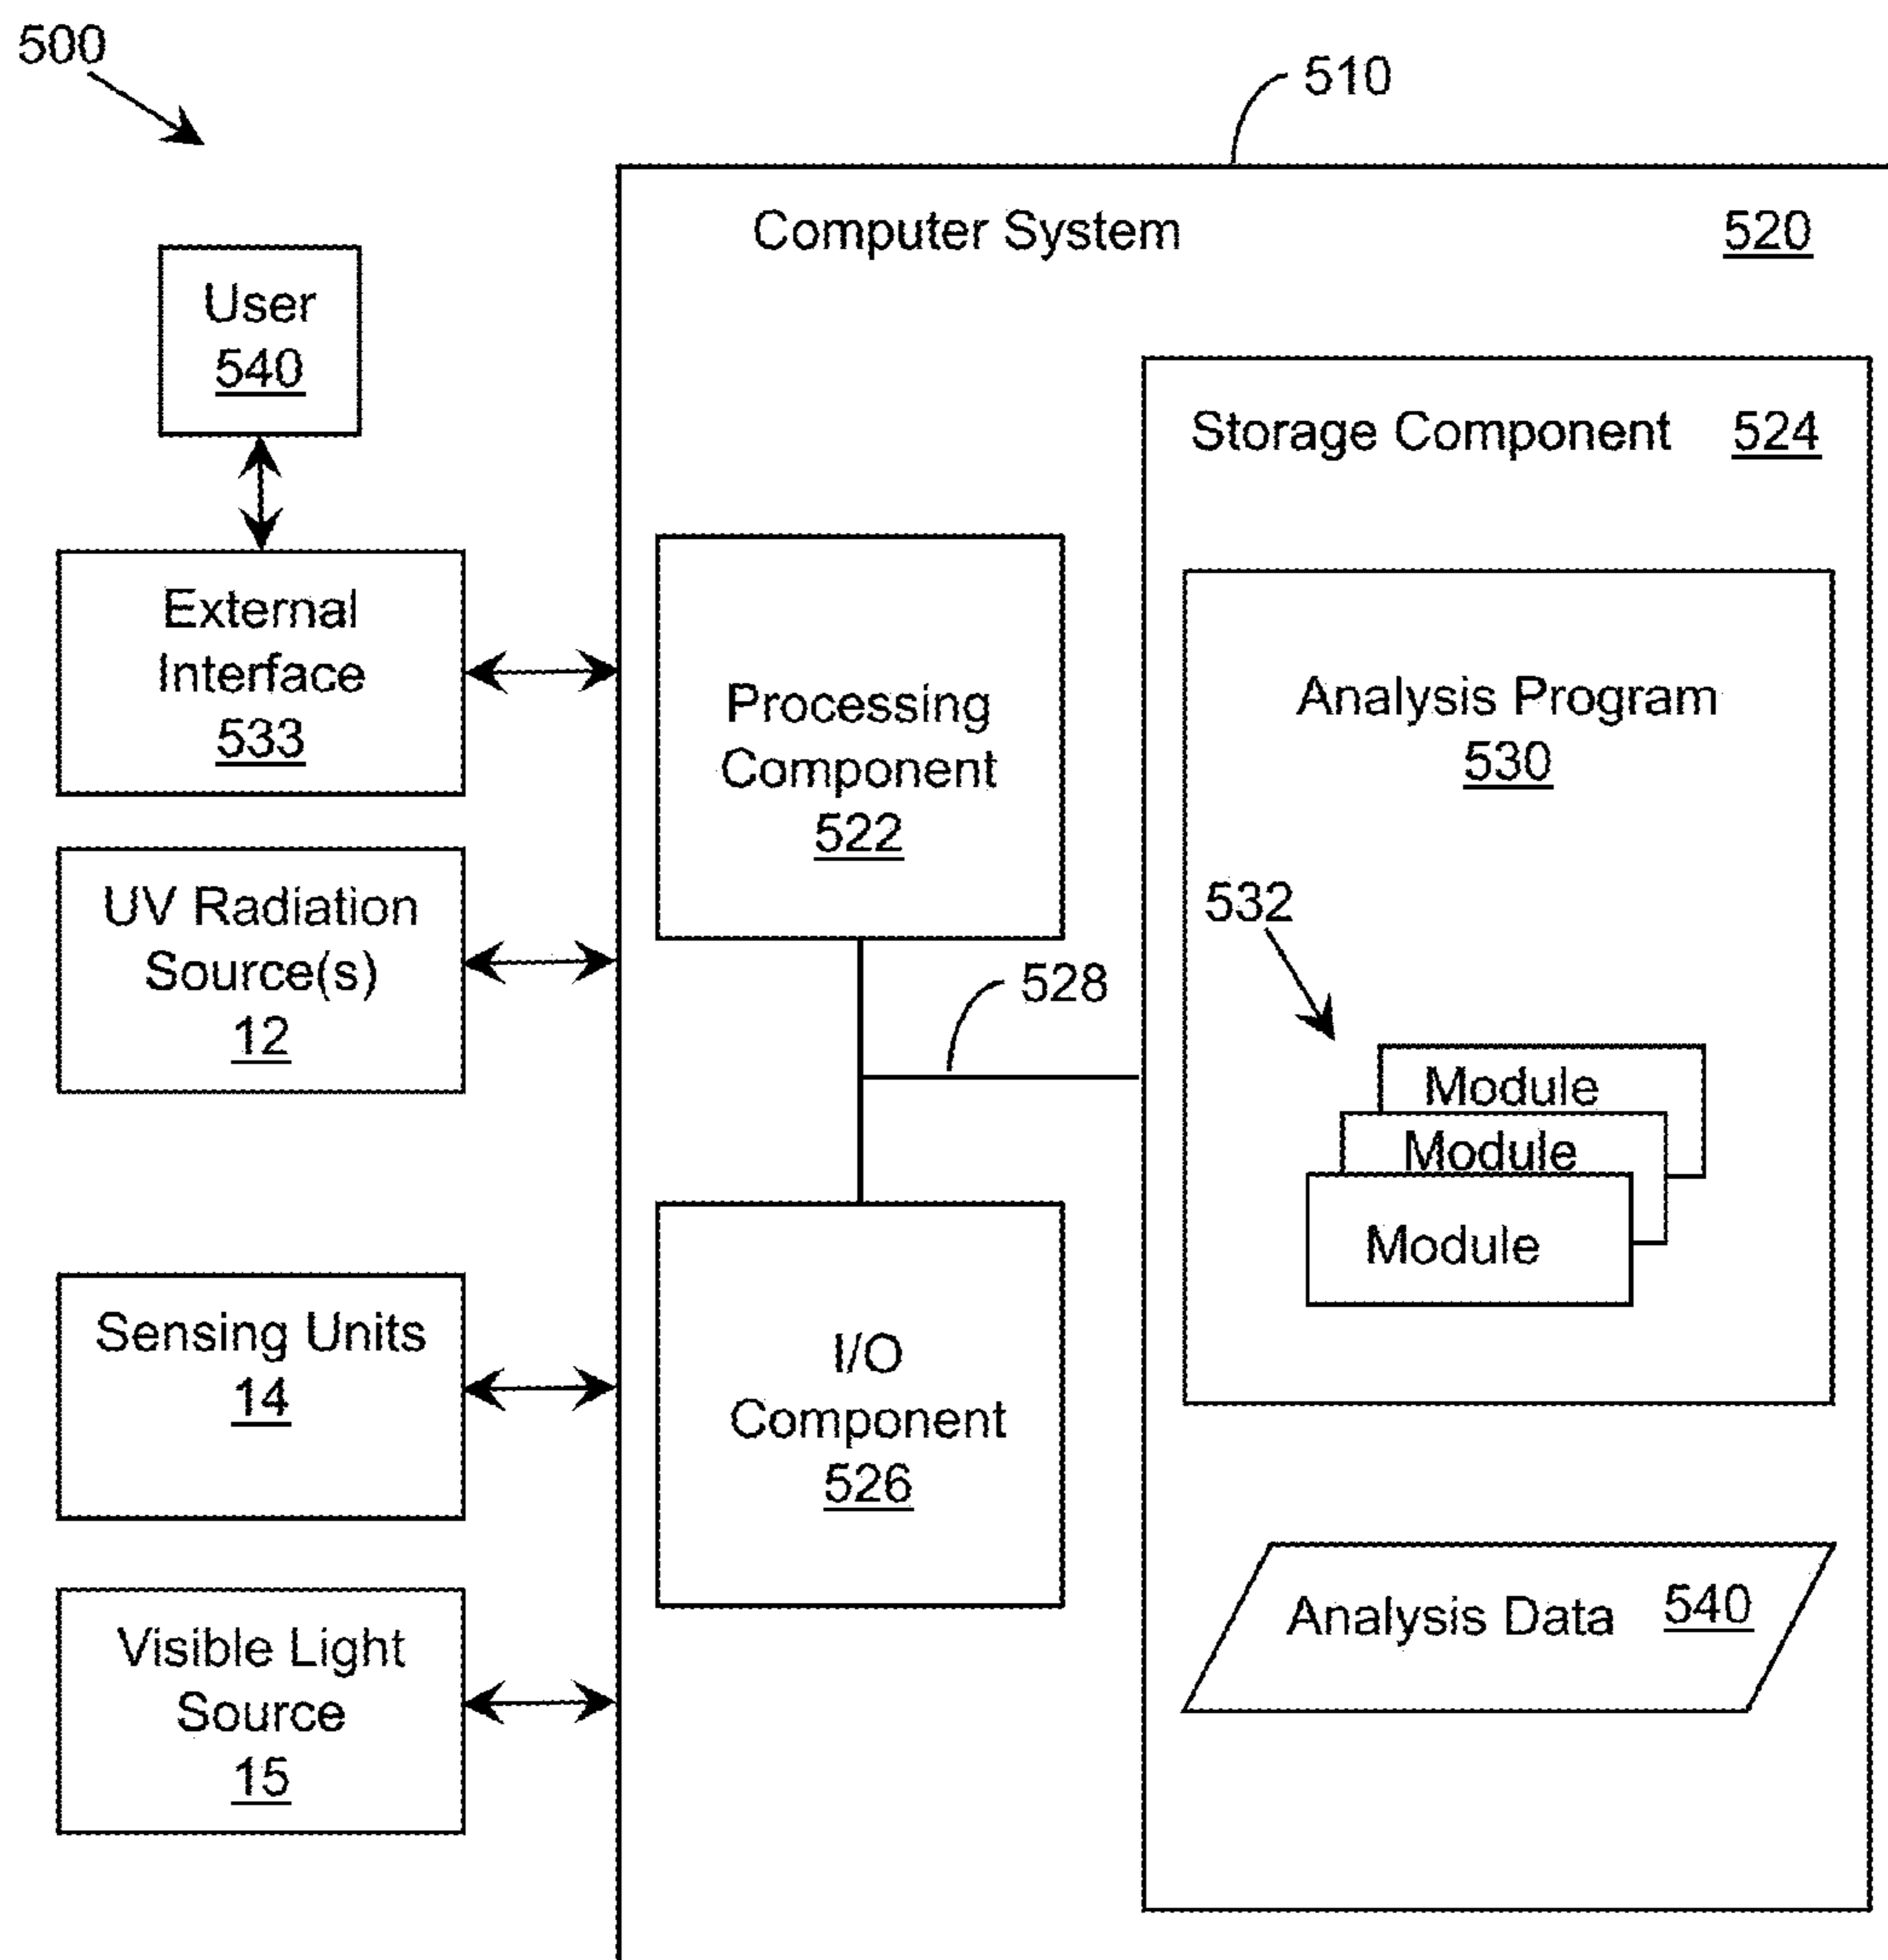 500
510
Computer System 520
User
540
Storage Component 524
External
Interface
533
Processing
Component
522
Analysis Program
530
UV Radiation
Source(s)
12
532
528
Module
Module
Module
Sensing Units
14
I/O
Component
526
Visible Light
Source
15
Analysis Data 540